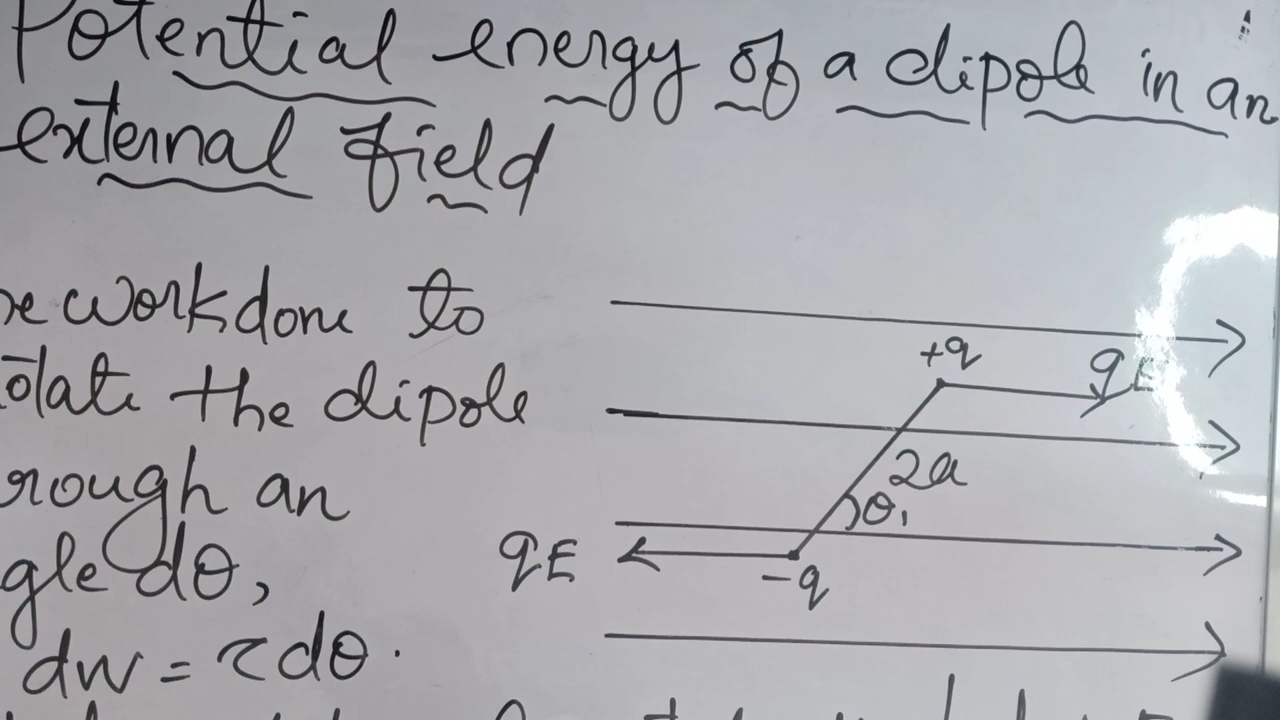 Potential energy of a dipole in an
external field
workdone to
the dipole
an
dθ,
dw = τdθ.
+q
qE
2a
θ₁
qE
-q